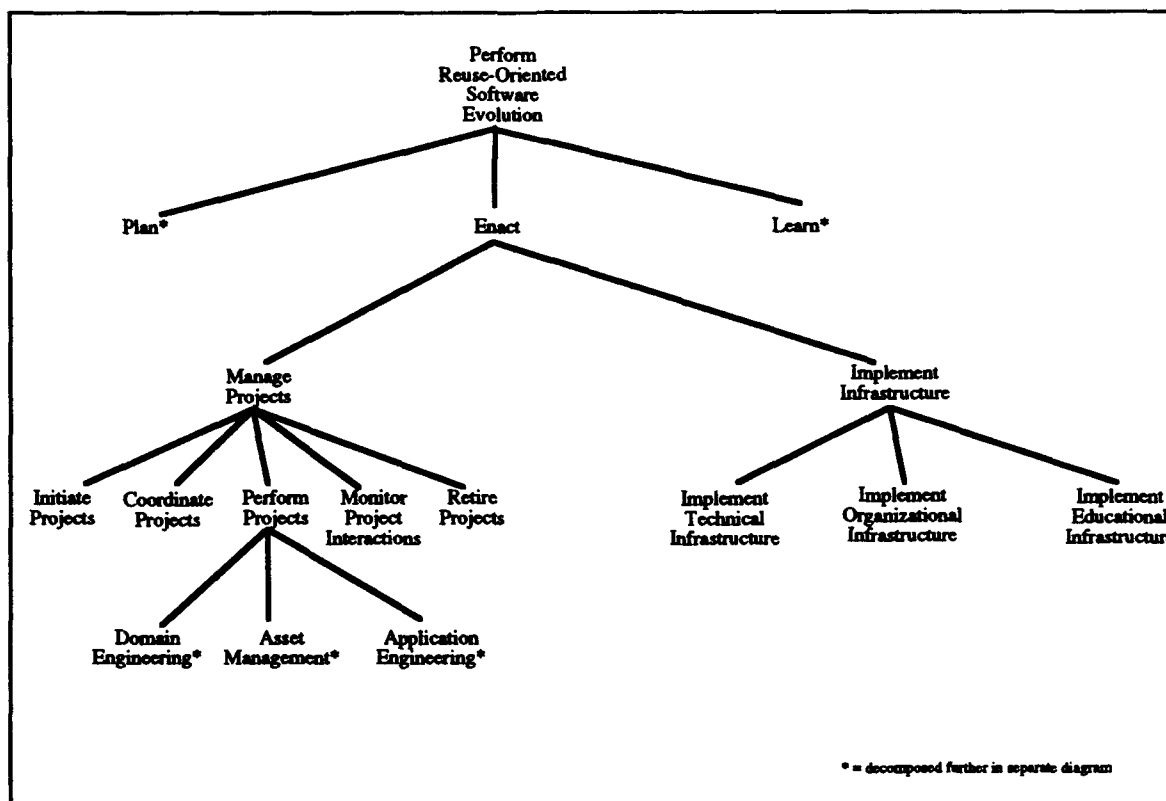 Perform
Reuse-Oriented
Software
Evolution
Plan*
Enact
Learn*
Manage
Projects
Implement
Infrastructure
Initiate
Projects
Coordinate
Projects
Perform
Projects
Monitor
Project
Interactions
Retire
Projects
Implement
Technical
Infrastructure
Implement
Organizational
Infrastructure
Implement
Educational
Infrastructure
Domain
Engineering*
Asset
Management*
Application
Engineering*
* = decomposed further in separate diagram